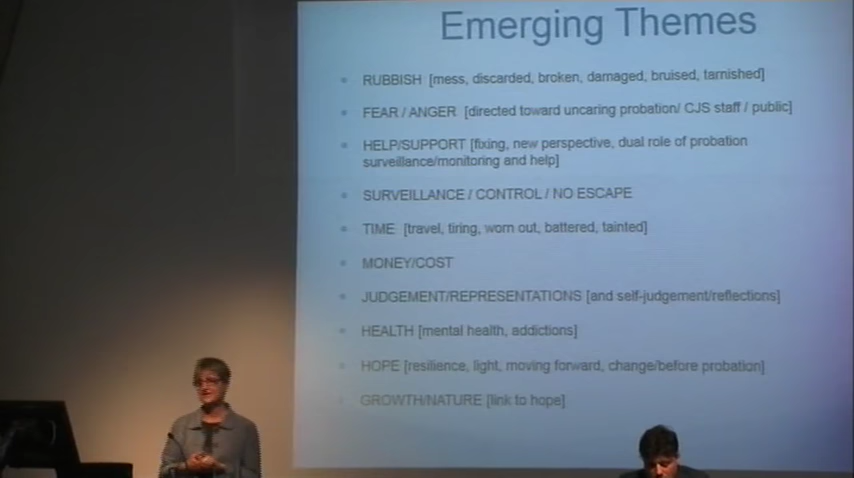 Emerging Themes
RUBBISH [mess, discarded, broken, damaged, bruised, tarnished]
FEAR / ANGER [directed toward uncaring probation/ CJS staff / public]
HELP/SUPPORT [fixing, new perspective, dual role of probation
surveillance/monitoring and help]
SURVEILLANCE / CONTROL / NO ESCAPE
TIME [travel, tiring, worn out, battered, tainted]
MONEY/COST
JUDGEMENT/REPRESENTATIONS [and self-judgement/reflections]
HEALTH [mental health, addictions]
HOPE [resilience, light, moving forward, change/before probation]
GROWTH/NATURE [link to hope]